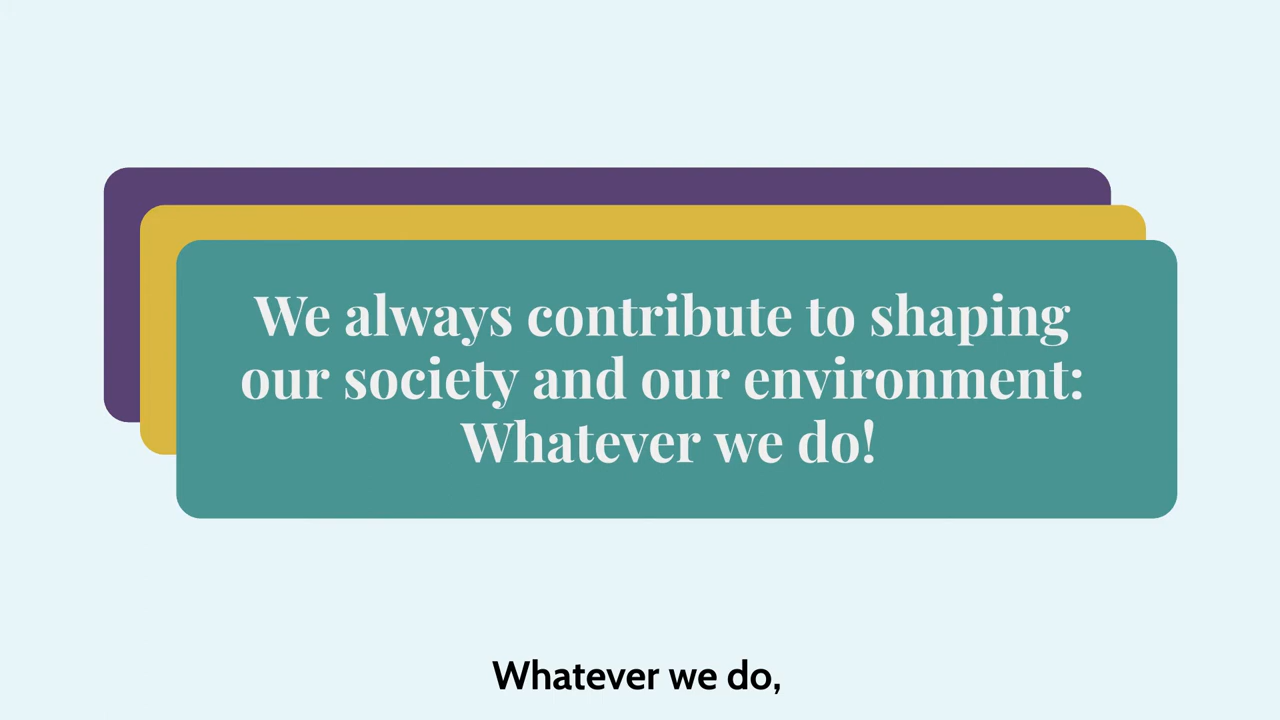 We always contribute to shaping
our society and our environment:
Whatever we do!
Whatever we do,